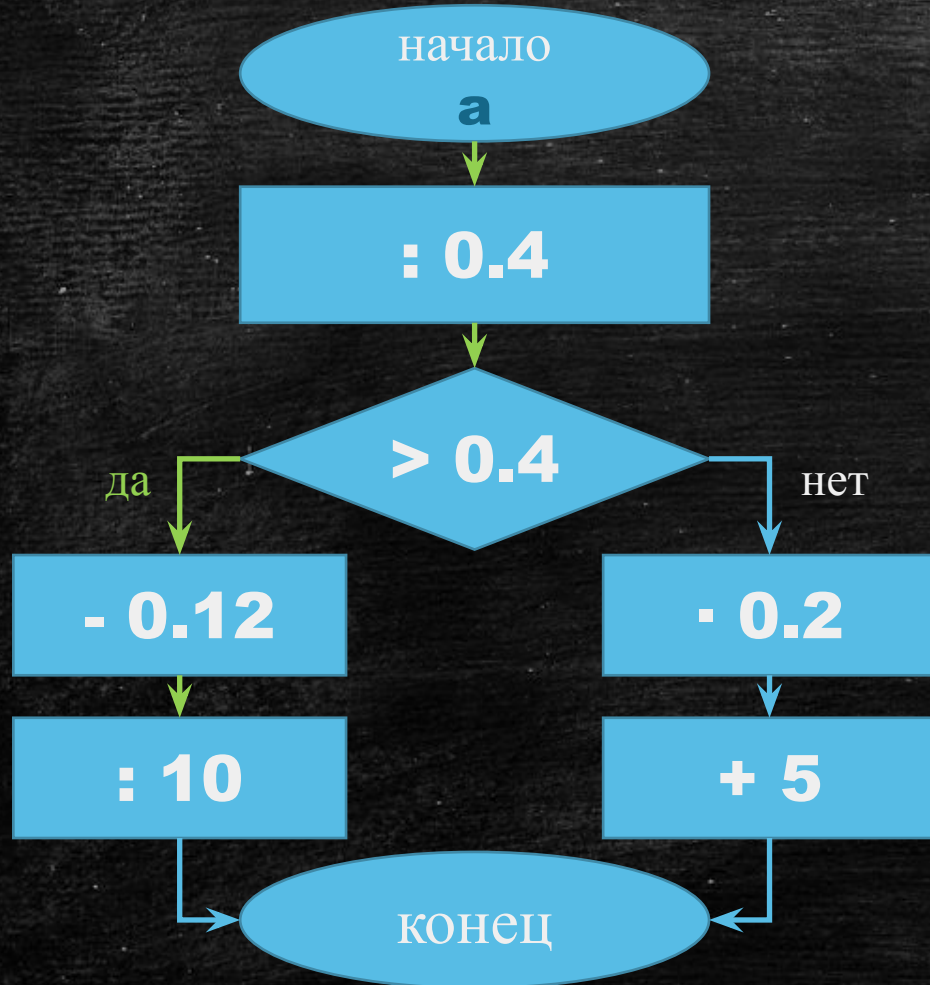 начало
a
: 0.4
> 0.4
да
нет
- 0.12
· 0.2
: 10
+ 5
конец